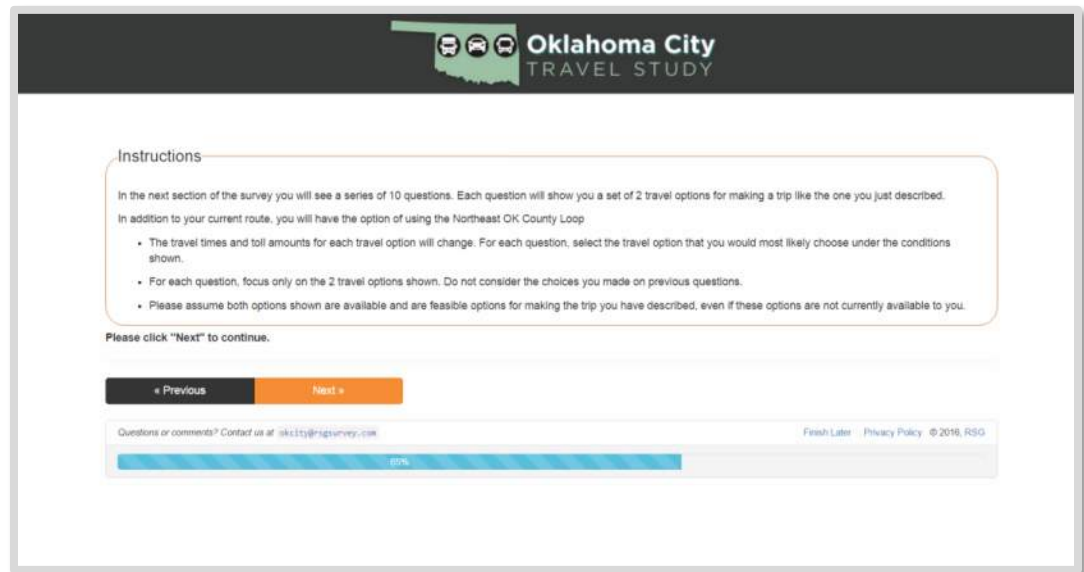 Oklahoma City
TRAVEL STUDY
Instructions
In the next section of the survey you will see a series of 10 questions. Each question will show you a set of 2 travel options for making a trip like the one you just described.
In addition to your current route, you will have the option of using the Northeast OK County Loop
• The travel times and toll amounts for each travel option will change. For each question, select the travel option that you would most likely choose under the conditions
shown.
• For each question, focus only on the 2 travel options shown. Do not consider the choices you made on previous questions.
• Please assume both options shown are available and are feasible options for making the trip you have described, even if these options are not currently available to you.
Please click "Next" to continue.
« Previous Next »
Questions or comments? Contact us at okcity@rsgsurvey.com Finish Later Privacy Policy © 2016, RSG
65%